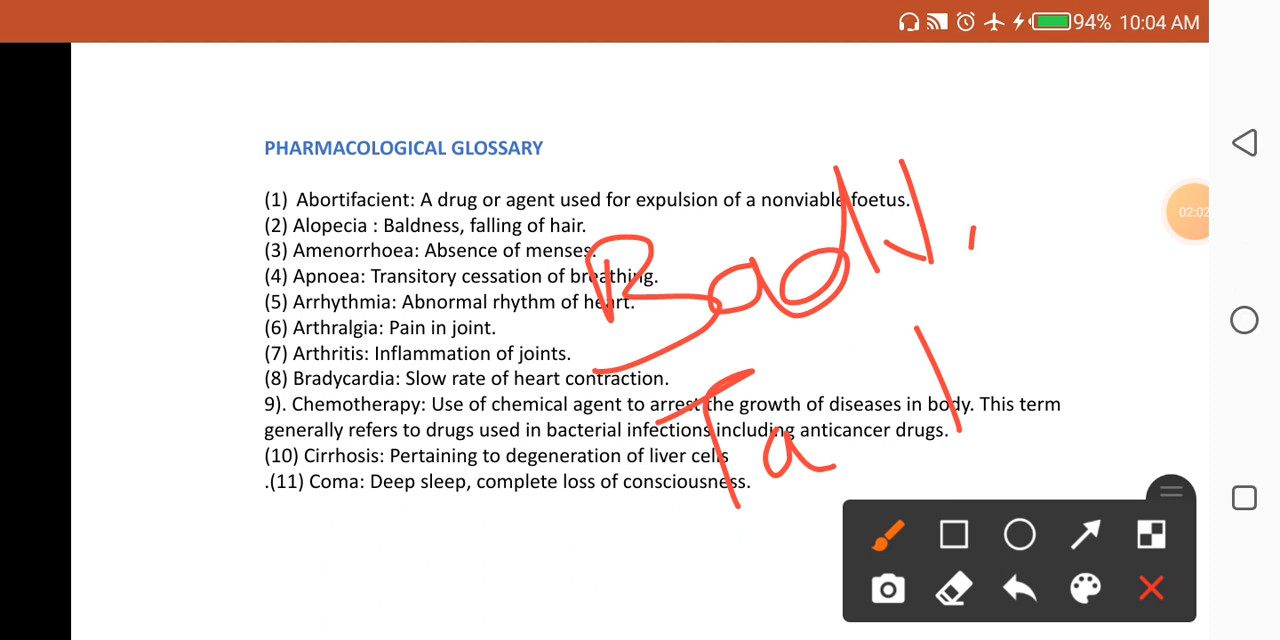 94% 10:04 AM
PHARMACOLOGICAL GLOSSARY
(1) Abortifacient: A drug or agent used for expulsion of a nonviable foetus.
(2) Alopecia : Baldness, falling of hair.
(3) Amenorrhoea: Absence of menses.
(4) Apnoea: Transitory cessation of breathing.
(5) Arrhythmia: Abnormal rhythm of heart.
(6) Arthralgia: Pain in joint.
(7) Arthritis: Inflammation of joints.
(8) Bradycardia: Slow rate of heart contraction.
9). Chemotherapy: Use of chemical agent to arrest the growth of diseases in body. This term
generally refers to drugs used in bacterial infections including anticancer drugs.
(10) Cirrhosis: Pertaining to degeneration of liver cells
.(11) Coma: Deep sleep, complete loss of consciousness.
02:02
Ta